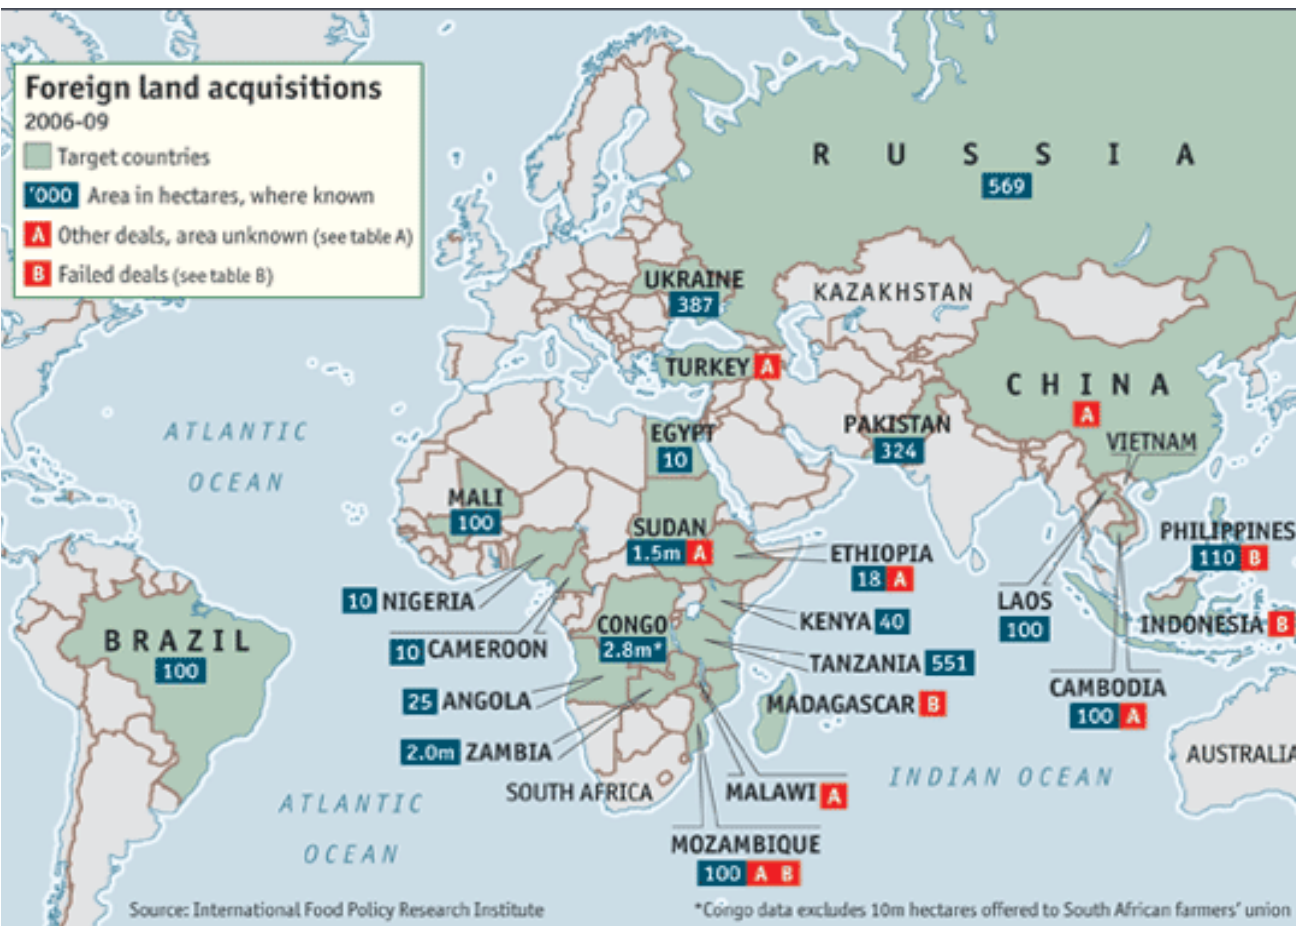 Foreign land acquisitions
2006-09
Target countries
'000 Area in hectares, where known
A Other deals, area unknown (see table A)
B Failed deals (see table B)
RUSSIA
569
UKRAINE
387
KAZAKHSTAN
TURKEY A
CHINA
A
ATLANTIC
OCEAN
EGYPT
10
PAKISTAN
324
VIETNAM
MALI
100
SUDAN
1.5m A
PHILIPPINES
110 B
ETHIOPIA
18 A
10 NIGERIA
LAOS
100
KENYA 40
CONGO
2.8m*
INDONESIA B
BRAZIL
100
10 CAMEROON
TANZANIA 551
CAMBODIA
100 A
25 ANGOLA
MADAGASCAR B
2.0m ZAMBIA
AUSTRALIA
INDIAN OCEAN
SOUTH AFRICA
MALAWI A
ATLANTIC
OCEAN
MOZAMBIQUE
100 A B
Source: International Food Policy Research Institute
*Congo data excludes 10m hectares offered to South African farmers' union